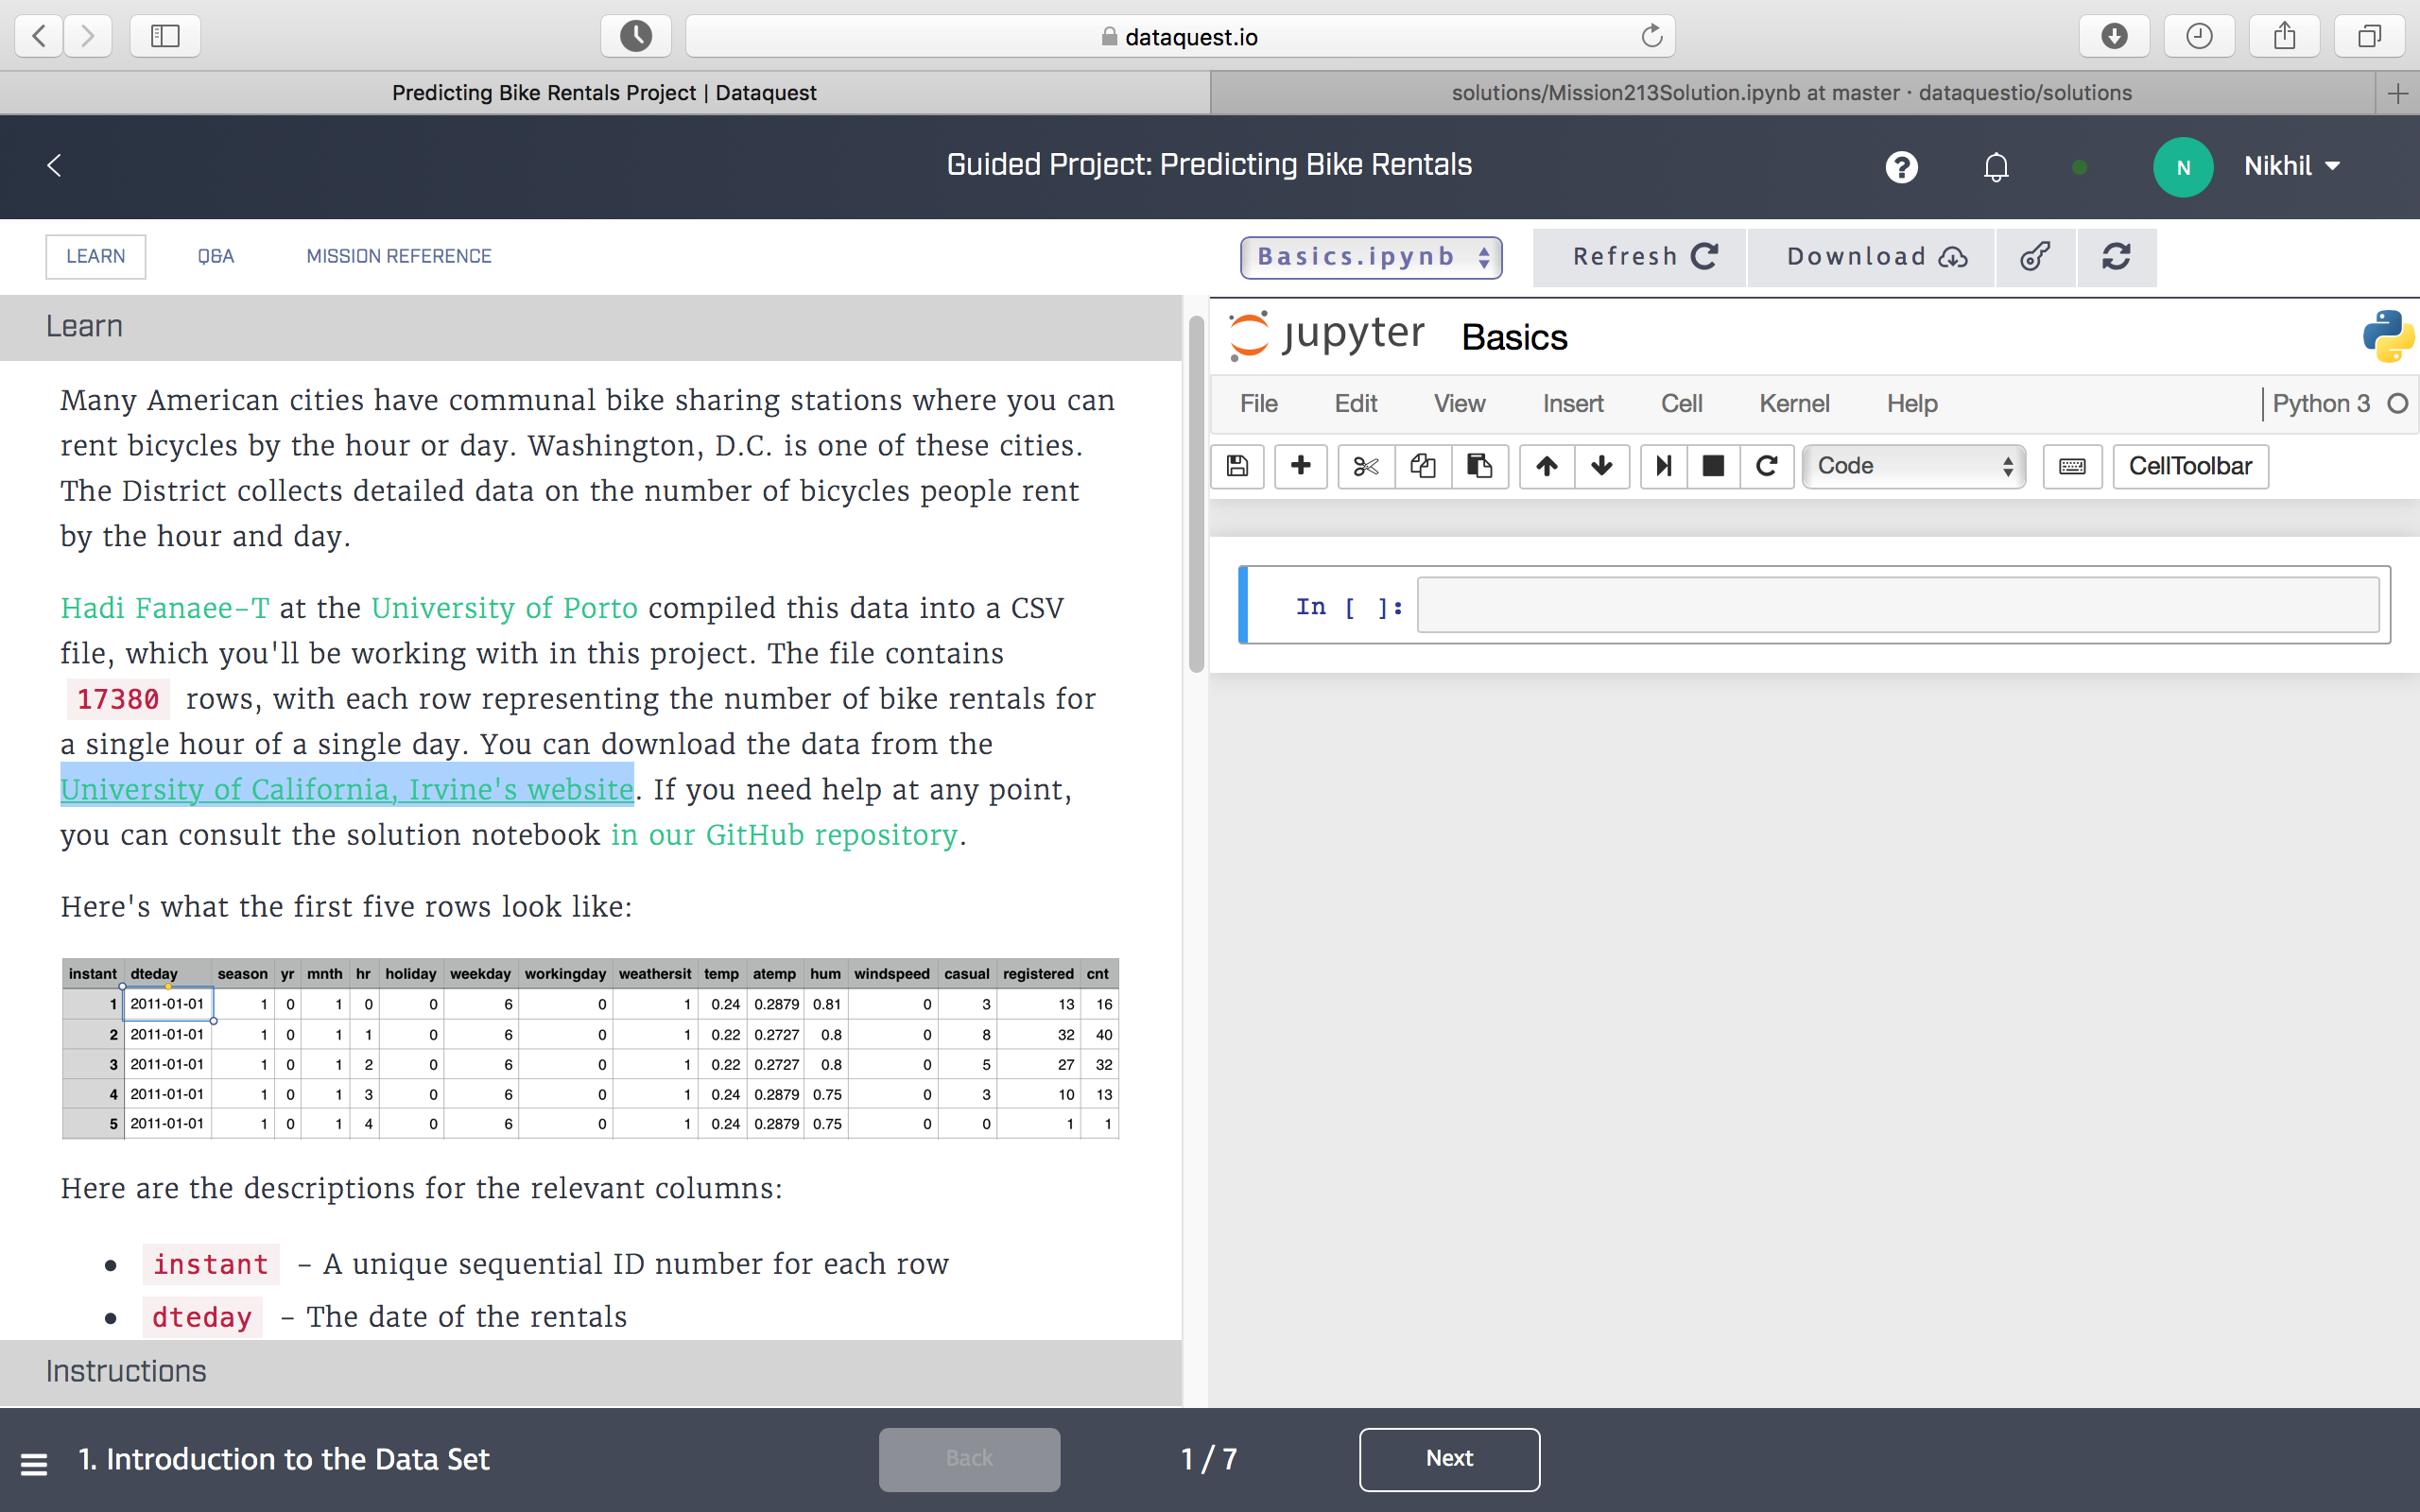 dataquest.io
Predicting Bike Rentals Project | Dataquest
solutions/Mission213Solution.ipynb at master · dataquestio/solutions
Guided Project: Predicting Bike Rentals
N
Nikhil
LEARN
Q&A
MISSION REFERENCE
Basics.ipynb
Refresh
Download
Learn
Many American cities have communal bike sharing stations where you can
rent bicycles by the hour or day. Washington, D.C. is one of these cities.
The District collects detailed data on the number of bicycles people rent
by the hour and day.
Hadi Fanaee-T at the University of Porto compiled this data into a CSV
file, which you'll be working with in this project. The file contains
17380 rows, with each row representing the number of bike rentals for
a single hour of a single day. You can download the data from the
University of California, Irvine's website. If you need help at any point,
you can consult the solution notebook in our GitHub repository.
Here's what the first five rows look like:
instant dteday season yr mnth hr holiday weekday workingday weathersit temp atemp hum windspeed casual registered cnt
1 2011-01-01 1 0 1 0 0 6 0 1 0.24 0.2879 0.81 0 3 13 16
2 2011-01-01 1 0 1 1 0 6 0 1 0.22 0.2727 0.8 0 8 32 40
3 2011-01-01 1 0 1 2 0 6 0 1 0.22 0.2727 0.8 0 5 27 32
4 2011-01-01 1 0 1 3 0 6 0 1 0.24 0.2879 0.75 0 3 10 13
5 2011-01-01 1 0 1 4 0 6 0 1 0.24 0.2879 0.75 0 0 1 1
Here are the descriptions for the relevant columns:
• instant – A unique sequential ID number for each row
• dteday – The date of the rentals
Instructions
jupyter Basics
File Edit View Insert Cell Kernel Help
Python 3
Code
CellToolbar
In [ ]:
1. Introduction to the Data Set
Back
1 / 7
Next